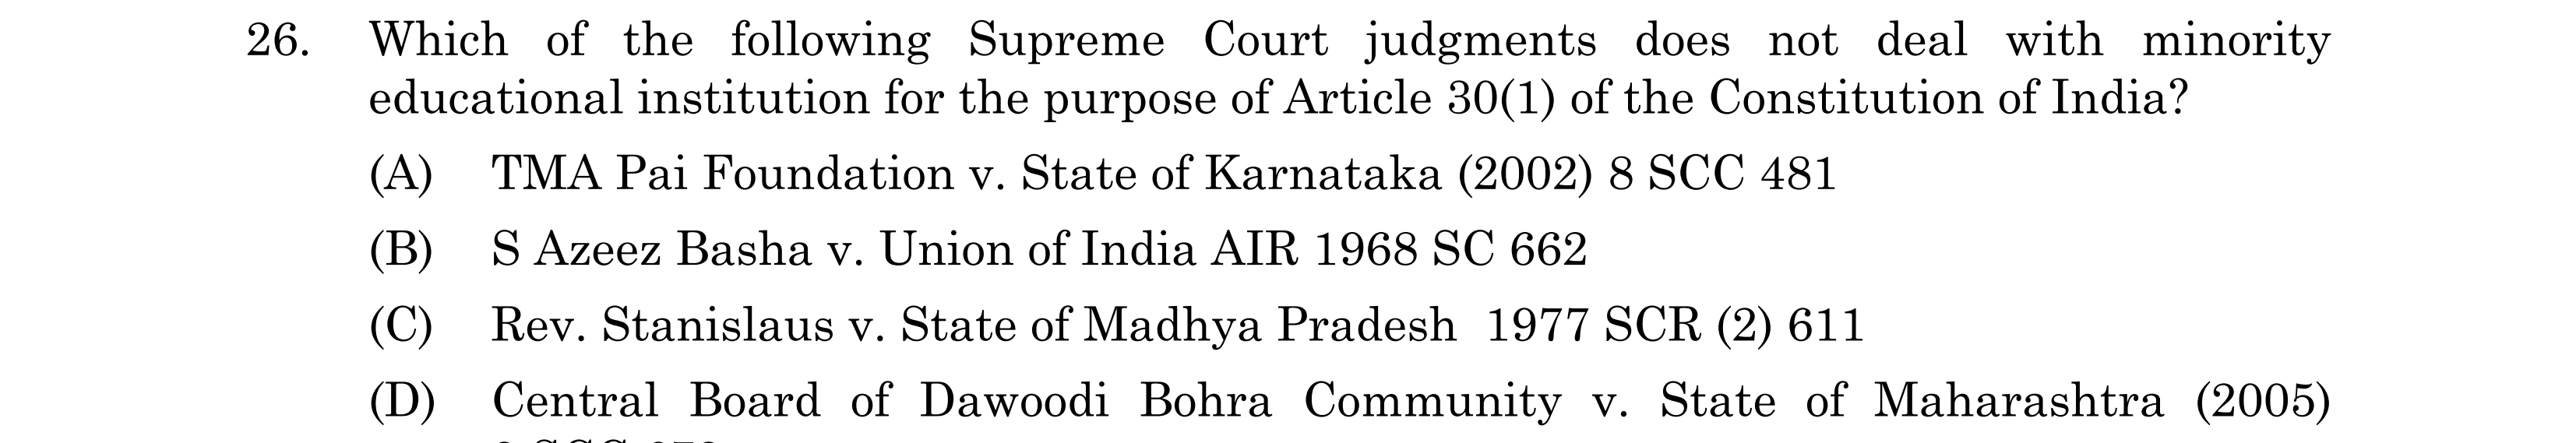 26. Which of the following Supreme Court judgments does not deal with minority
educational institution for the purpose of Article 30(1) of the Constitution of India?
(A) TMA Pai Foundation v. State of Karnataka (2002) 8 SCC 481
(B) S Azeez Basha v. Union of India AIR 1968 SC 662
(C) Rev. Stanislaus v. State of Madhya Pradesh 1977 SCR (2) 611
(D) Central Board of Dawoodi Bohra Community v. State of Maharashtra (2005)